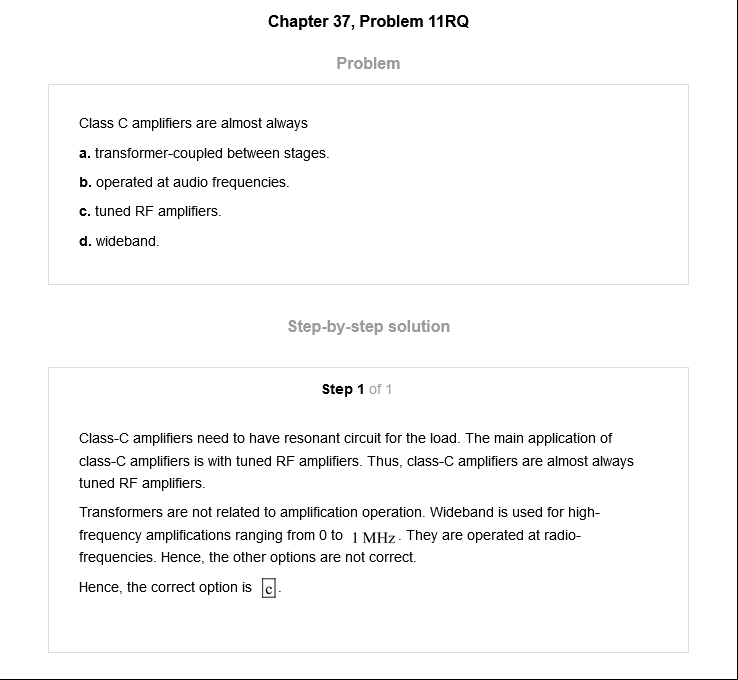 Chapter 37, Problem 11RQ
Problem
Class C amplifiers are almost always
a. transformer-coupled between stages.
b. operated at audio frequencies.
c. tuned RF amplifiers.
d. wideband.
Step-by-step solution
Step 1 of 1
Class-C amplifiers need to have resonant circuit for the load. The main application of
class-C amplifiers is with tuned RF amplifiers. Thus, class-C amplifiers are almost always
tuned RF amplifiers.
Transformers are not related to amplification operation. Wideband is used for high-
frequency amplifications ranging from 0 to 1 MHz. They are operated at radio-
frequencies. Hence, the other options are not correct.
Hence, the correct option is c.